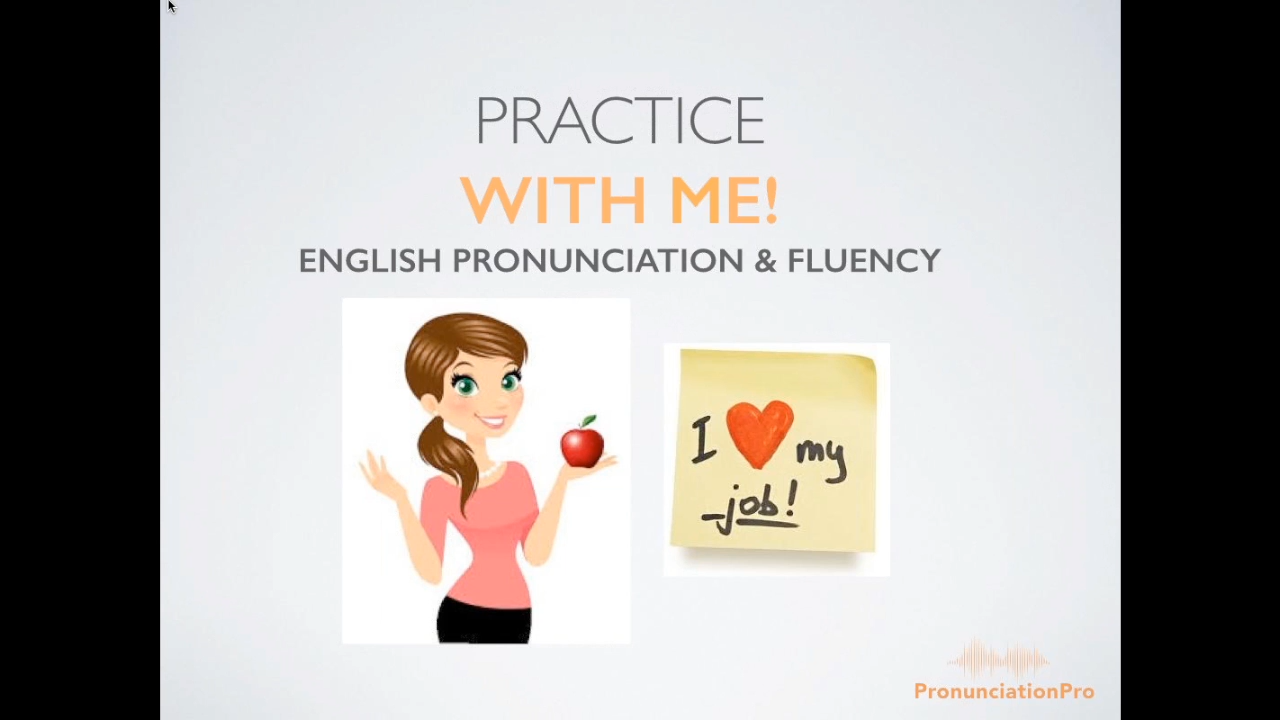 PRACTICE
WITH ME!
ENGLISH PRONUNCIATION & FLUENCY
I my
job!
PronunciationPro